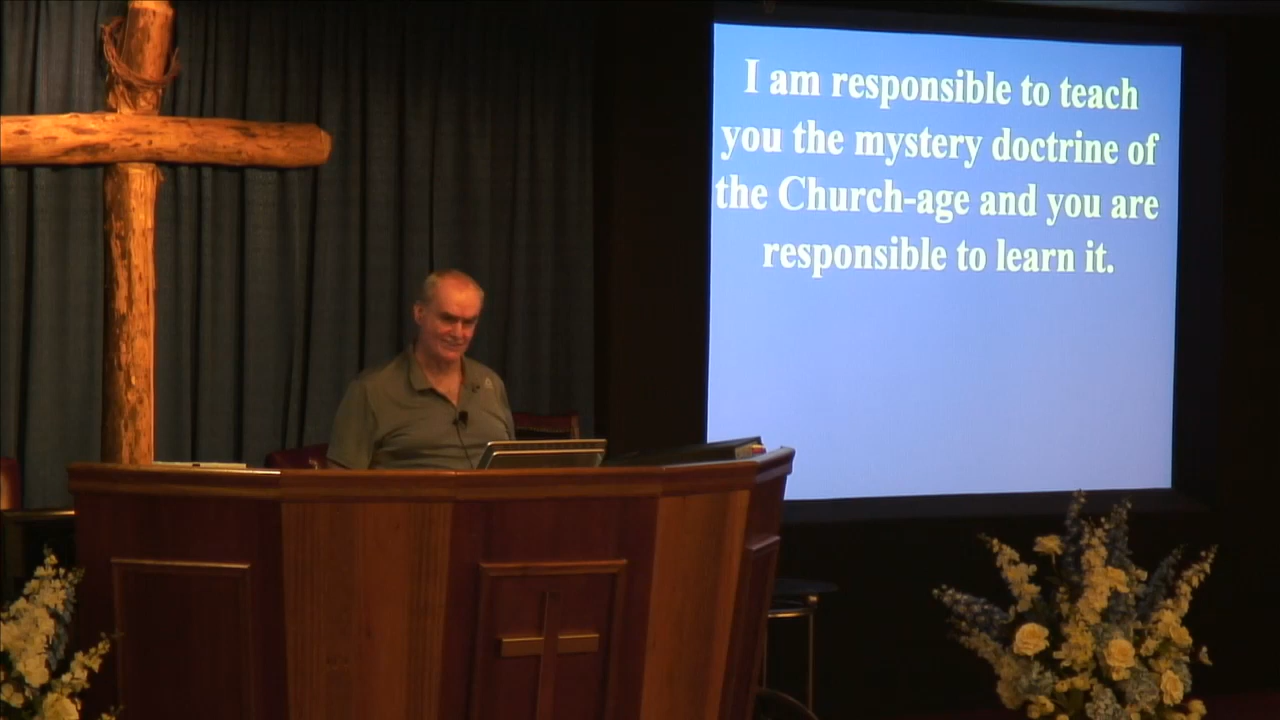 I am responsible to teach
you the mystery doctrine of
the Church-age and you are
responsible to learn it.